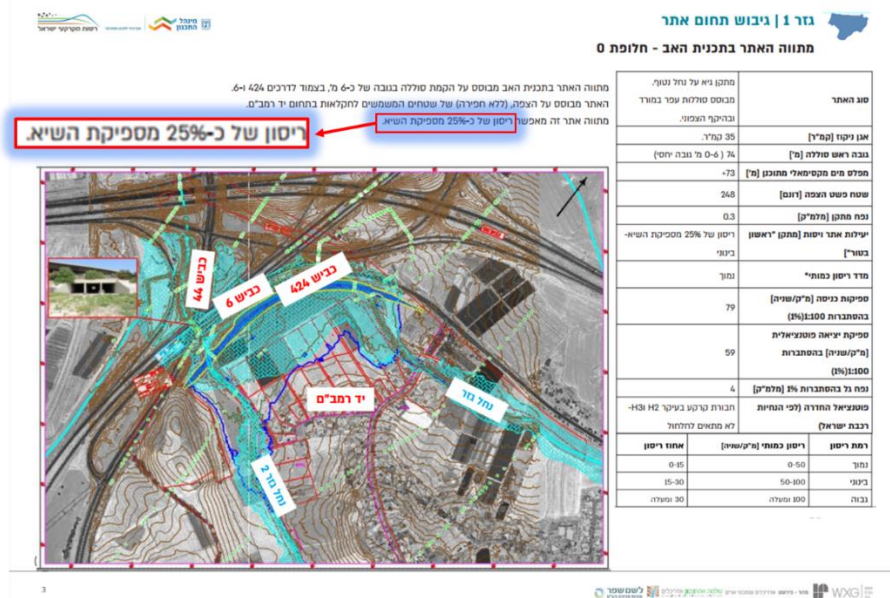 גזר 1 | גיבוש תחום אתר
מתווה האתר בתכנית האב - חלופת 0
מינהל התכנון
רשות מקרקעי ישראל
מתווה האתר בתכנית האב מבוסס על הקמת סוללה בגובה של כ-6 מ', בצמוד לדרכים 424 ו-6.
האתר מבוסס על הצפה, (ללא חפירה) של שטחים המשמשים לחקלאות בתחום יד רמב"ם.
מתווה אתר זה מאפשר ריסון של כ-25% מספיקת השיא.
ריסון של כ-25% מספיקת השיא.
סוג האתר
מתקן גיא על נחל נטוף. מבוסס סוללות עפר במורד ובהיקף הצפוני.
אגן ניקוז [קמ"ר] 35 קמ"ר.
גובה ראש סוללה [מ'] 74 ( 0-6 מ' גובה יחסי)
מפלס מים מקסימאלי מתוכנן [מ'] +73
שטח פשט הצפה [דונם] 248
נפח מתקן [מלמ"ק] 0.3
יעילות אתר ויסות [מתקן "ראשון בטור"] ריסון של 25% מספיקת השיא- בינוני
מדד ריסון כמותי* נמוך
ספיקות כניסה [מ"ק/שניה] בהסתברות 1:100(1%) 79
ספיקת יציאה פוטנציאלית [מ"ק/שניה] בהסתברות 1:100(1%) 59
נפח גל בהסתברות 1% [מלמ"ק] 4
פוטנציאל החדרה (לפי הנחיות רכבת ישראל) חבורת קרקע בעיקר H2 וH3- לא מתאים לחלחול
רמת ריסון ריסון כמותי [מ"ק/שניה] אחוז ריסון
נמוך 0-50 0-15
בינוני 50-100 15-30
גבוה 100 ומעלה 30 ומעלה
כביש 44
כביש 6
כביש 424
יד רמב"ם
נחל גזר
נחל גזר 2
3
לשם שפר
WXG